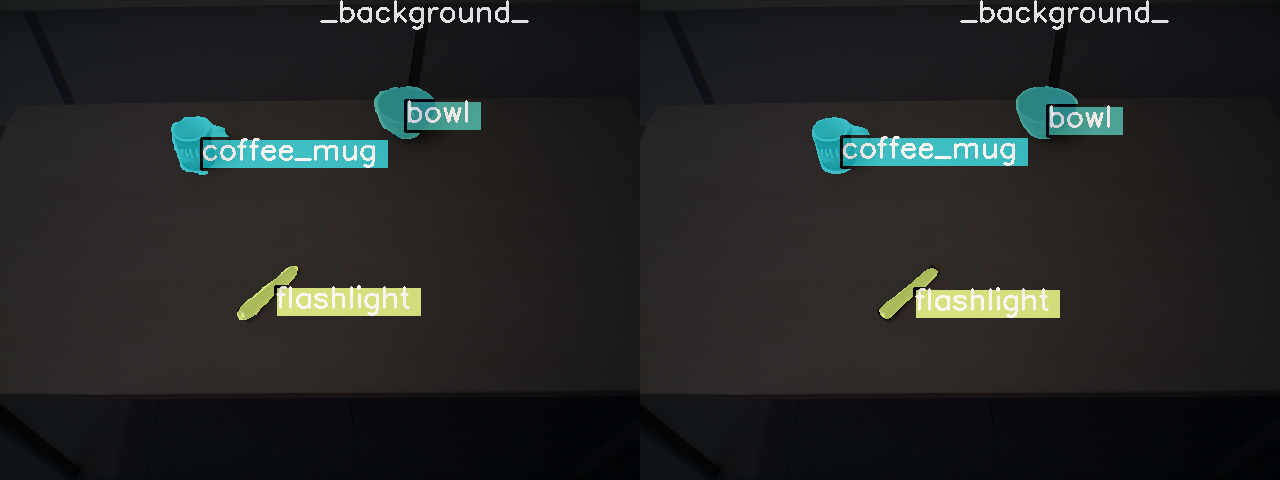 _background_
bowl
coffee_mug
flashlight
_background_
bowl
coffee_mug
flashlight